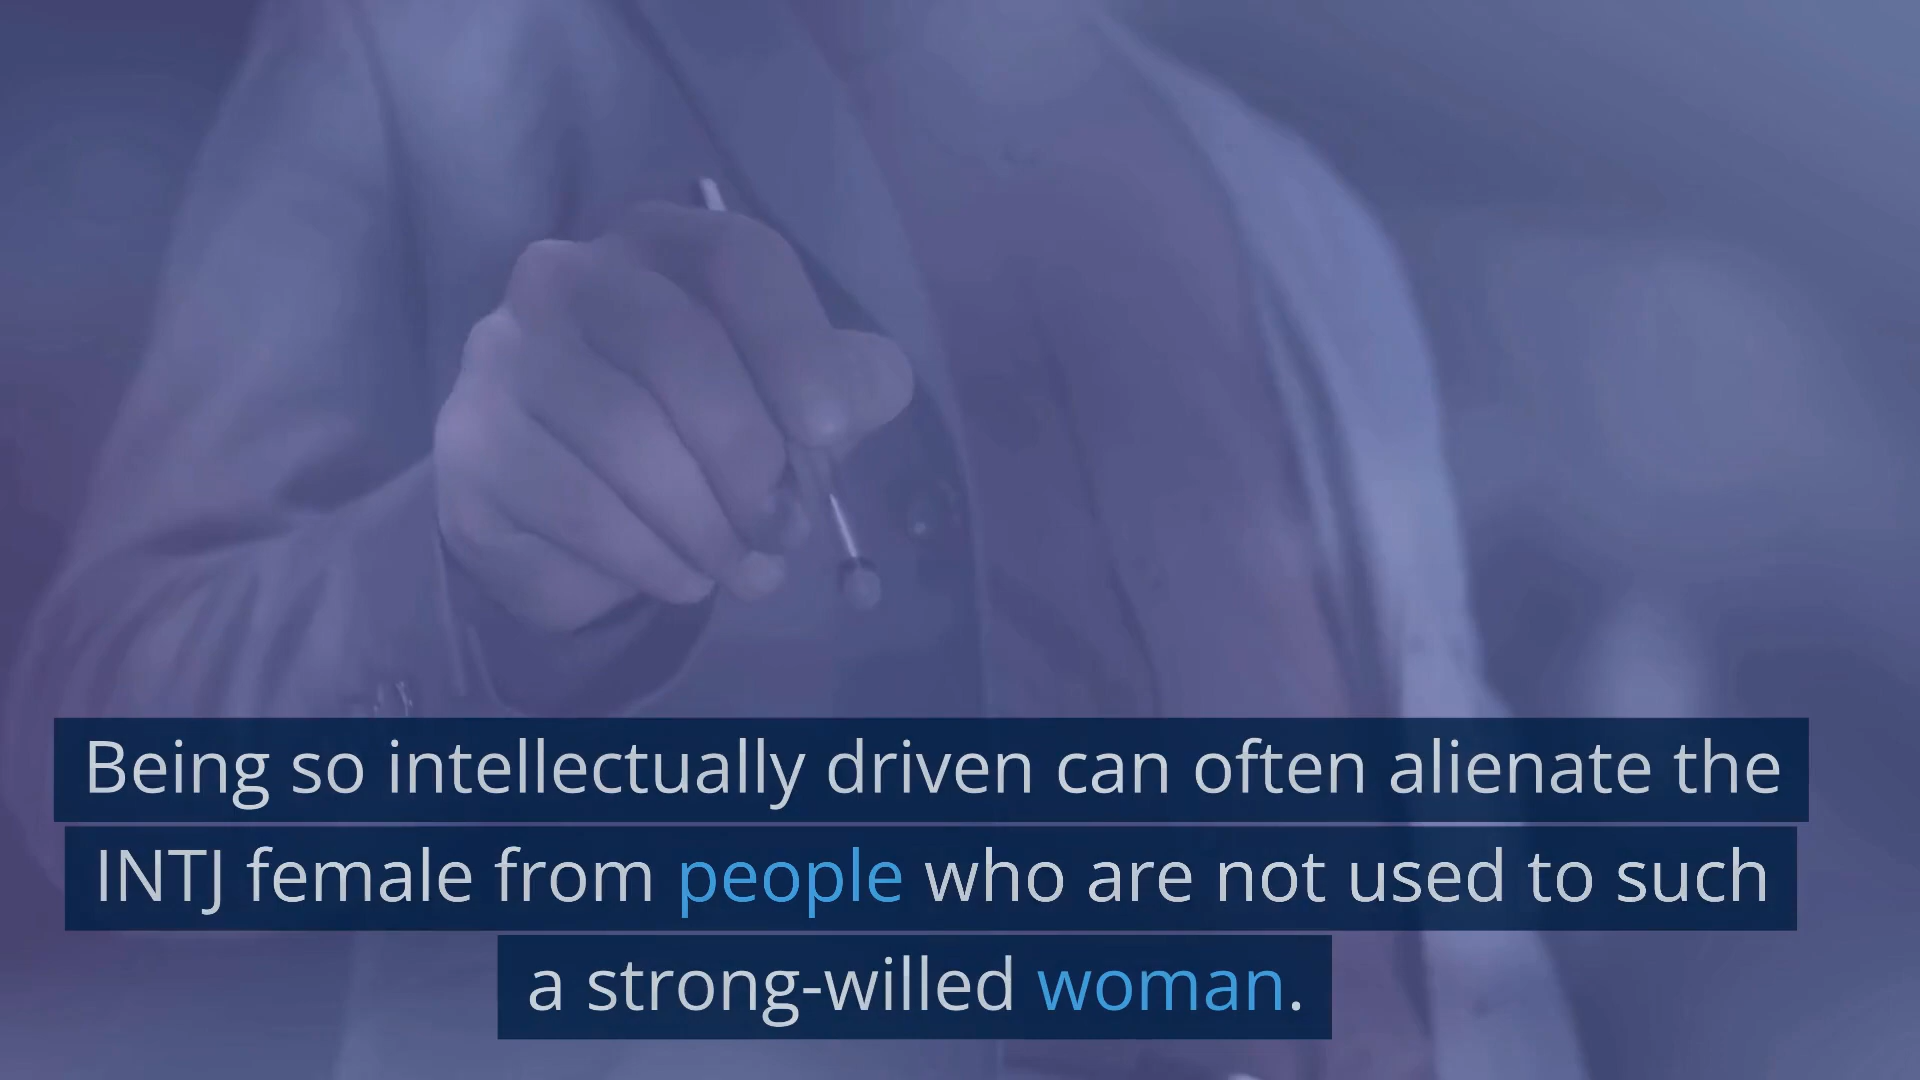 Being so intellectually driven can often alienate the
INTJ female from people who are not used to such
a strong-willed woman.